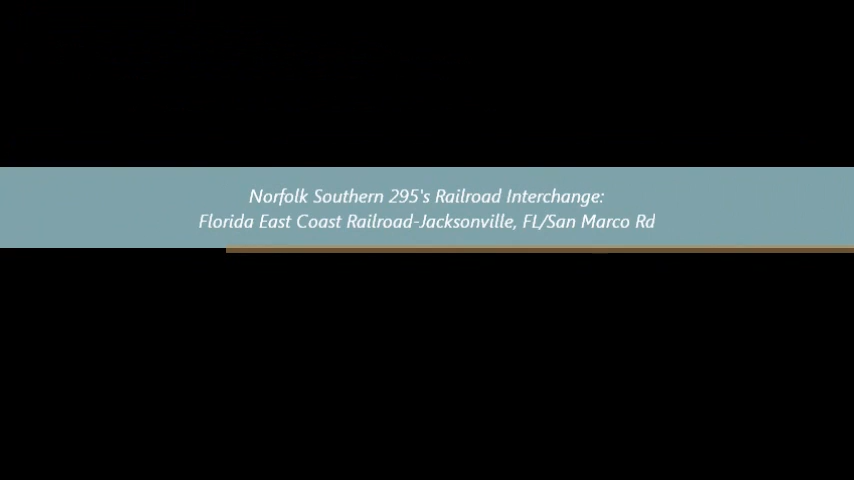 Norfolk Southern 295's Railroad Interchange:
Florida East Coast Railroad-Jacksonville, FL/San Marco Rd